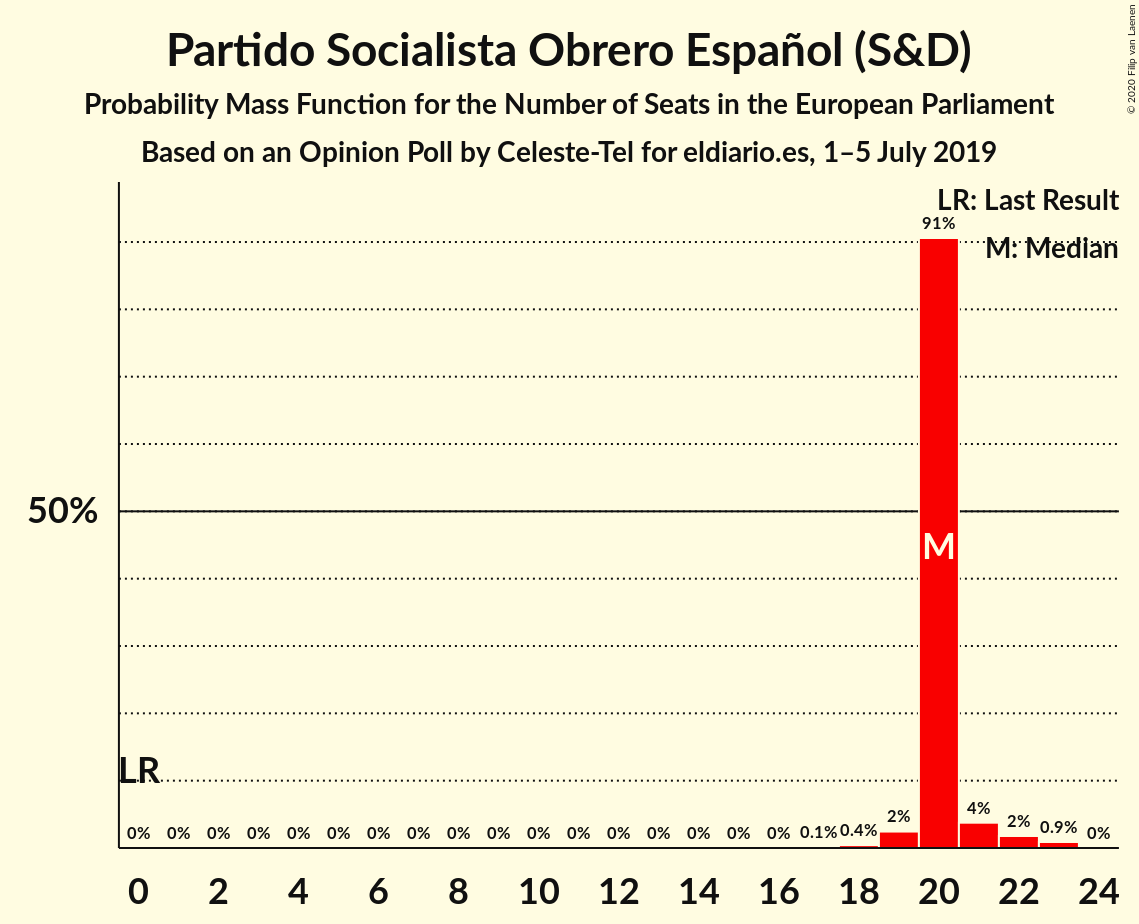 Partido Socialista Obrero Español (S&D)
Probability Mass Function for the Number of Seats in the European Parliament
Based on an Opinion Poll by Celeste-Tel for eldiario.es, 1–5 July 2019
© 2020 Filip van Laenen
LR: Last Result
M: Median
91%
50%
M
LR
0% 0% 0% 0% 0% 0% 0% 0% 0% 0% 0% 0% 0% 0% 0% 0% 0% 0.1% 0.4% 2% 4% 2% 0.9% 0%
0 2 4 6 8 10 12 14 16 18 20 22 24